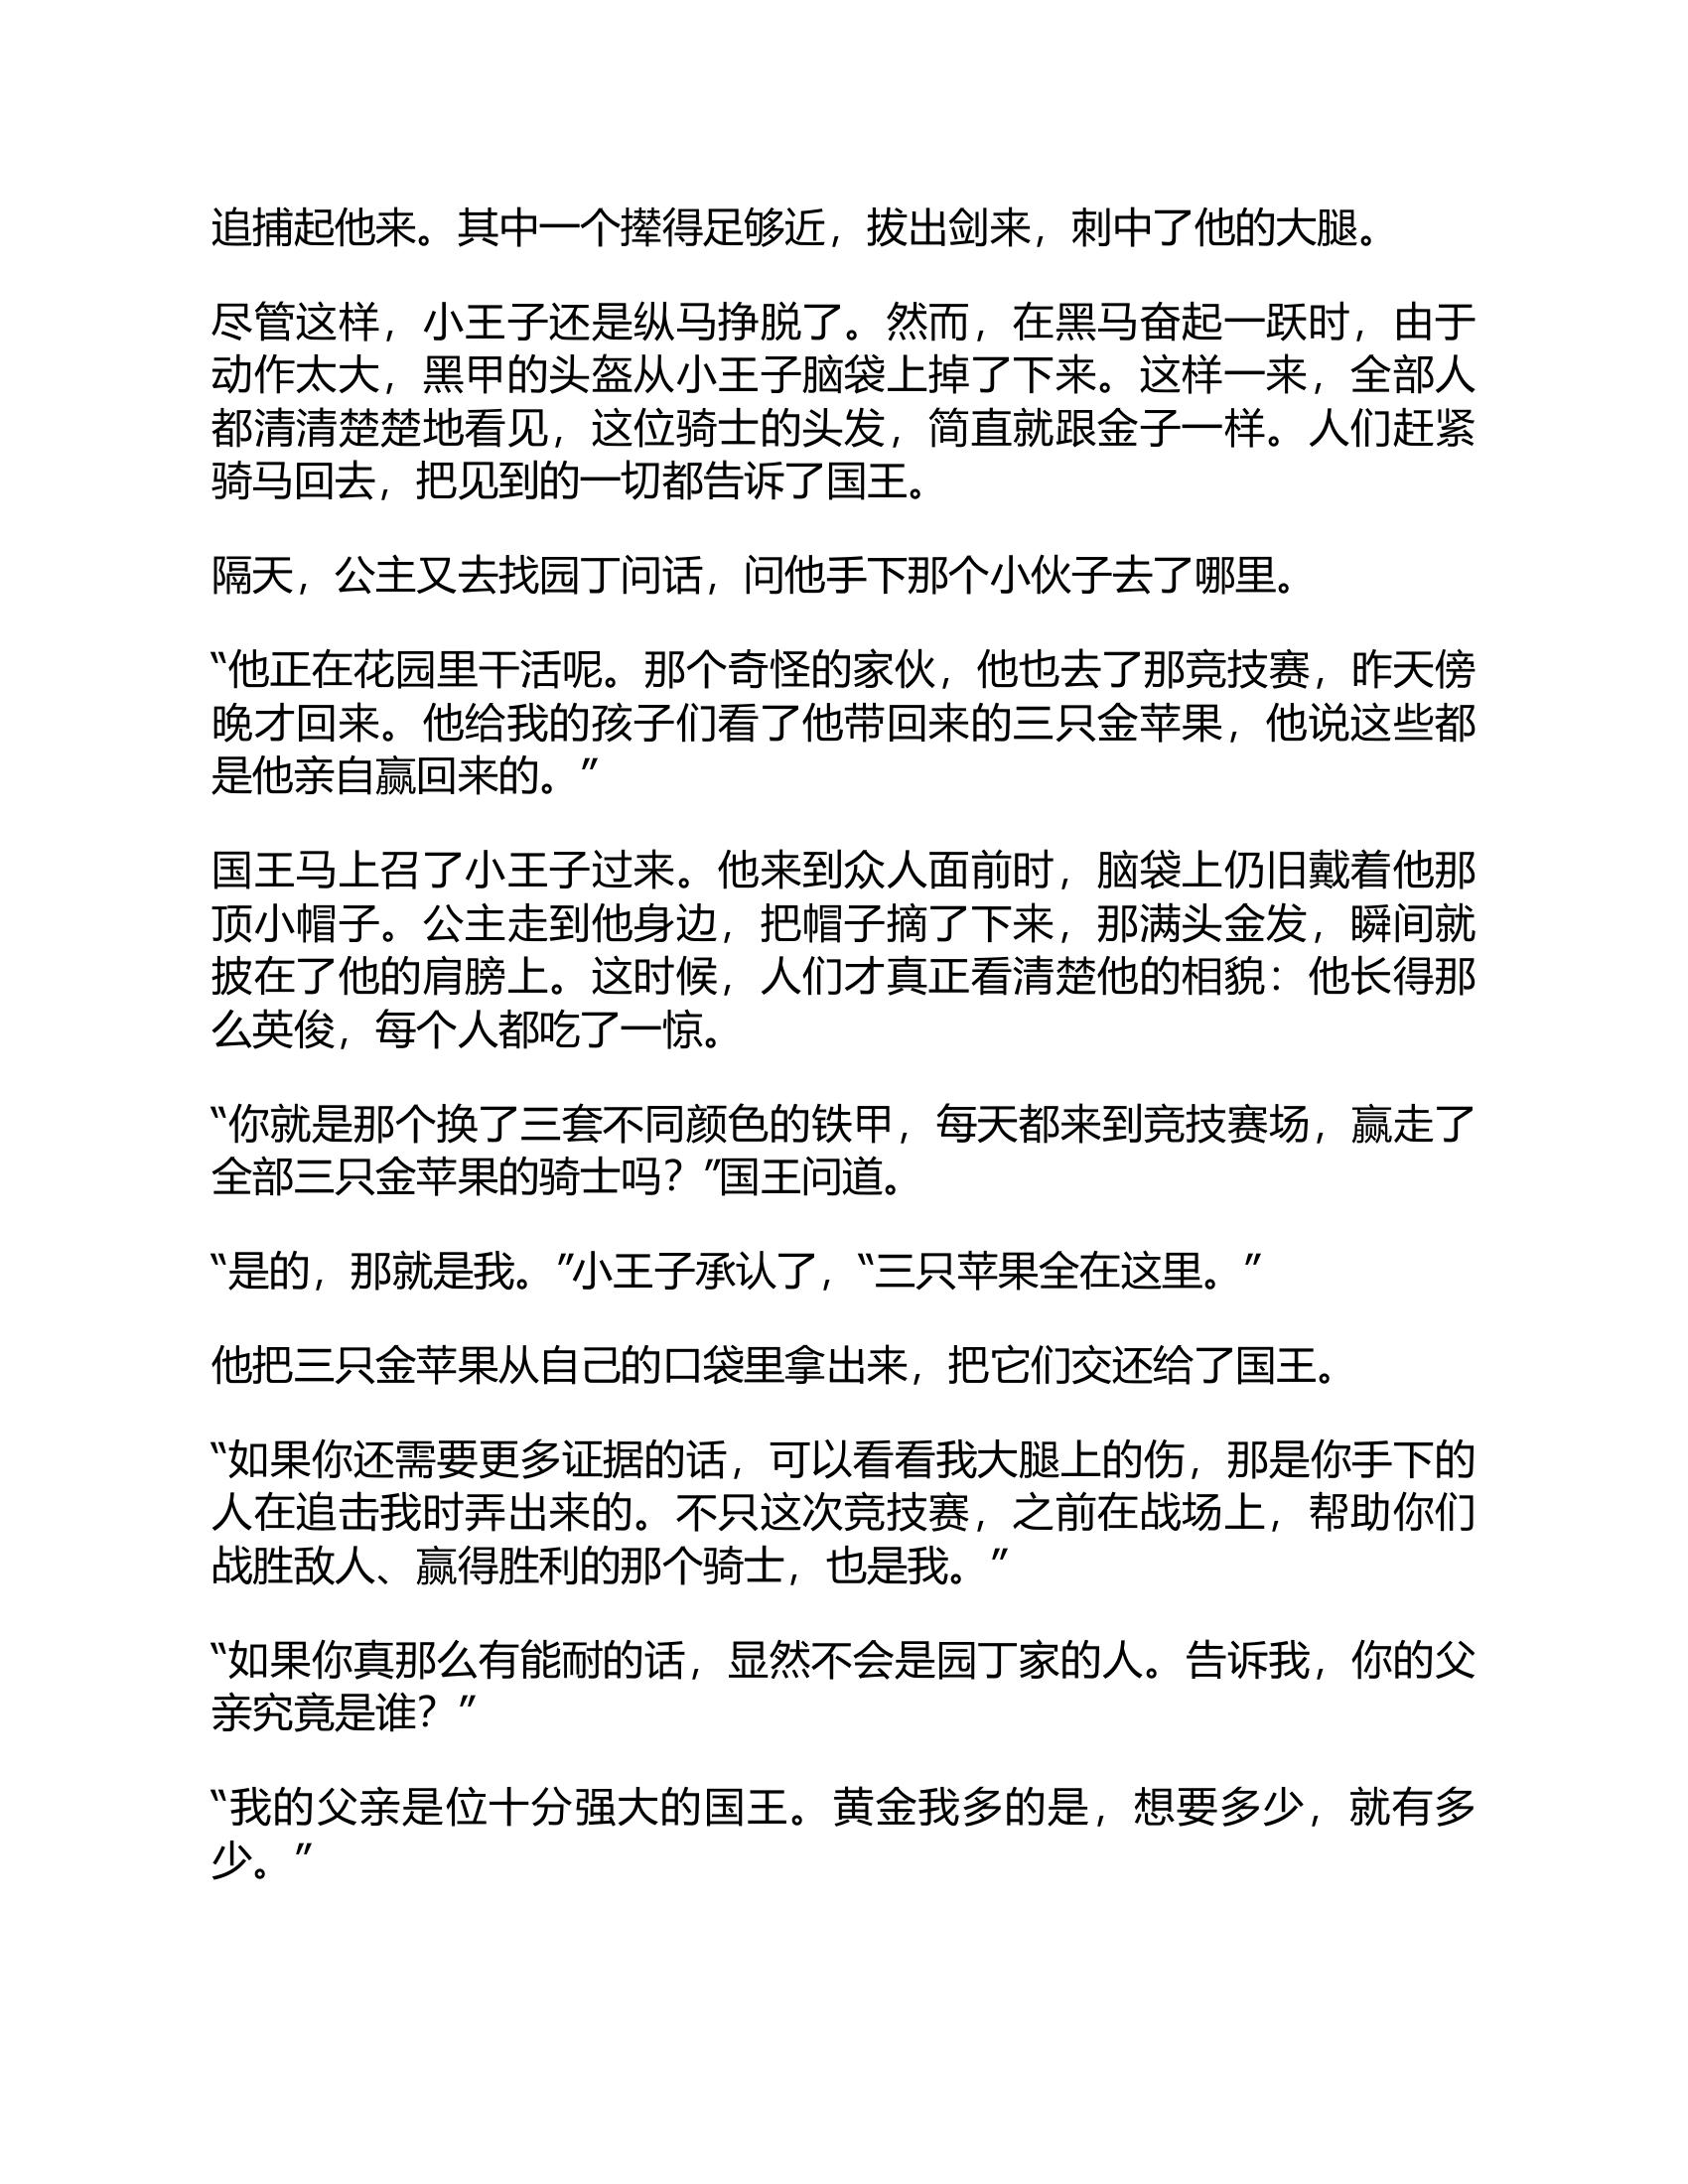 追捕起他来。其中一个撵得足够近，拔出剑来，刺中了他的大腿。
尽管这样，小王子还是纵马挣脱了。然而，在黑马奋起一跃时，由于
动作太大，黑甲的头盔从小王子脑袋上掉了下来。这样一来，全部人
都清清楚楚地看见，这位骑士的头发，简直就跟金子一样。人们赶紧
骑马回去，把见到的一切都告诉了国王。
隔天，公主又去找园丁问话，问他手下那个小伙子去了哪里。
“他正在花园里干活呢。那个奇怪的家伙，他也去了那竞技赛，昨天傍
晚才回来。他给我的孩子们看了他带回来的三只金苹果，他说这些都
是他亲自赢回来的。”
国王马上召了小王子过来。他来到众人面前时，脑袋上仍旧戴着他那
顶小帽子。公主走到他身边，把帽子摘了下来，那满头金发，瞬间就
披在了他的肩膀上。这时候，人们才真正看清楚他的相貌：他长得那
么英俊，每个人都吃了一惊。
“你就是那个换了三套不同颜色的铁甲，每天都来到竞技赛场，赢走了
全部三只金苹果的骑士吗？”国王问道。
“是的，那就是我。”小王子承认了，“三只苹果全在这里。”
他把三只金苹果从自己的口袋里拿出来，把它们交还给了国王。
“如果你还需要更多证据的话，可以看看我大腿上的伤，那是你手下的
人在追击我时弄出来的。不只这次竞技赛，之前在战场上，帮助你们
战胜敌人、赢得胜利的那个骑士，也是我。”
“如果你真那么有能耐的话，显然不会是园丁家的人。告诉我，你的父
亲究竟是谁？”
“我的父亲是位十分强大的国王。黄金我多的是，想要多少，就有多
少。”